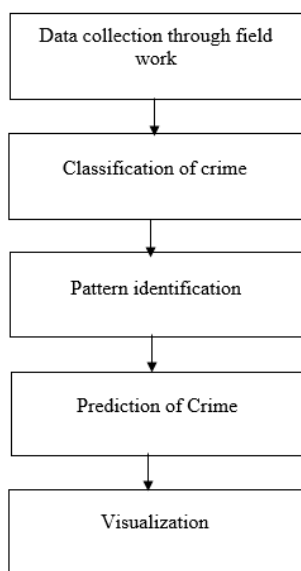 Data collection through field
work
Classification of crime
Pattern identification
Prediction of Crime
Visualization